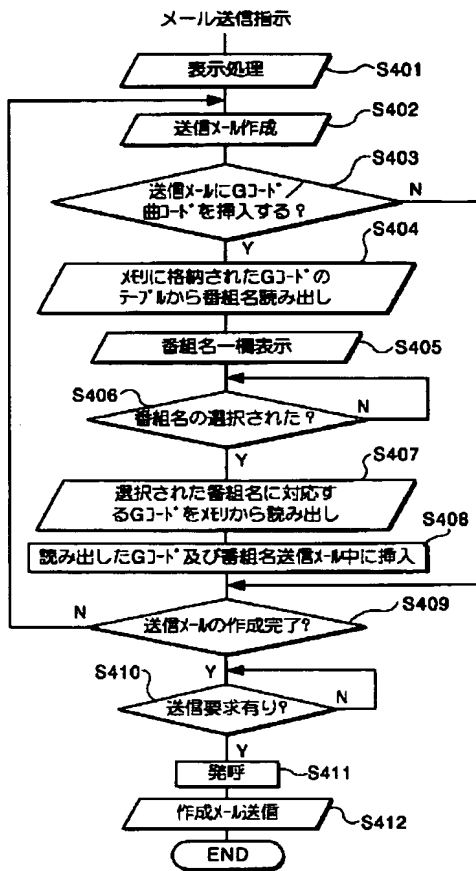 メール送信指示
表示処理
S401
送信メール作成
S402
送信メールにGコード/
曲コードを挿入する?
S403
N
Y
S404
メモリに格納されたGコードの
テーブルから番組名読み出し
番組名一欄表示
S405
S406
番組名の選択された?
N
Y
S407
選択された番組名に対応す
るGコードをメモリから読み出し
S408
読み出したGコード及び番組名送信メール中に挿入
N
送信メールの作成完了?
S409
S410
Y
送信要求有り?
N
Y
発呼
S411
作成メール送信
S412
END